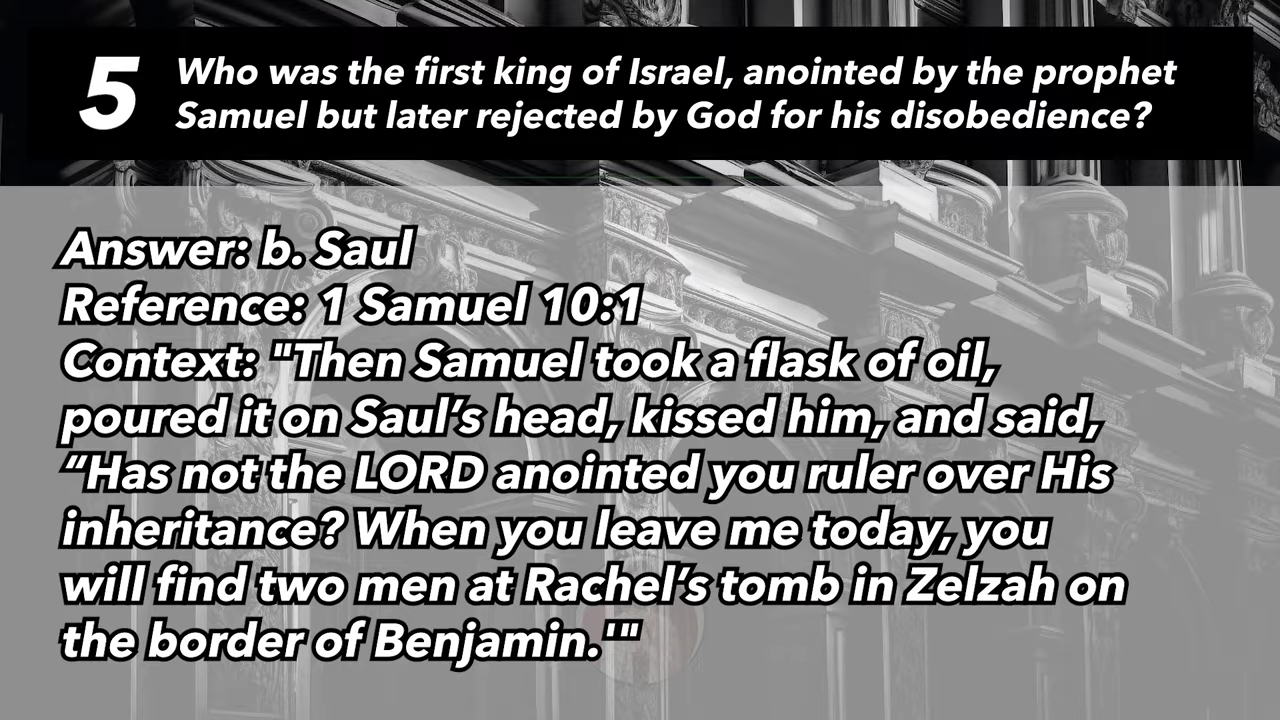 5
Who was the first king of Israel, anointed by the prophet
Samuel but later rejected by God for his disobedience?
Answer: b. Saul
Reference: 1 Samuel 10:1
Context: "Then Samuel took a flask of oil,
poured it on Saul’s head, kissed him, and said,
“Has not the LORD anointed you ruler over His
inheritance? When you leave me today, you
will find two men at Rachel’s tomb in Zelzah on
the border of Benjamin.'"